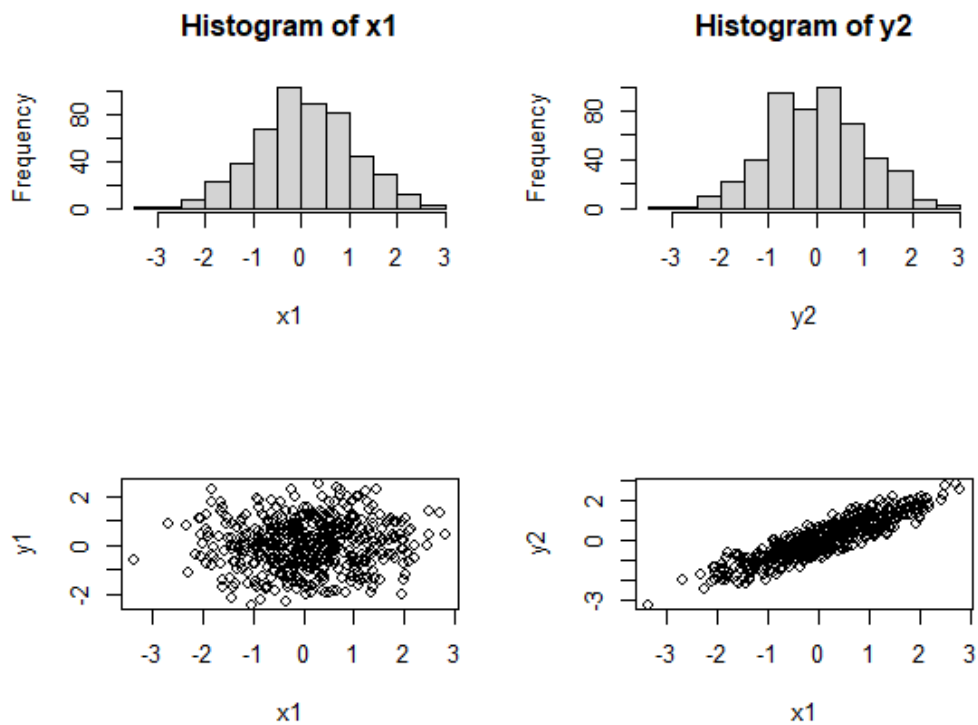 Histogram of x1
Histogram of y2
Frequency
0 40 80
-3 -2 -1 0 1 2 3
x1
Frequency
0 40 80
-3 -2 -1 0 1 2 3
y2
y1
-2 0 2
-3 -2 -1 0 1 2 3
x1
y2
-3 0 2
-3 -2 -1 0 1 2 3
x1